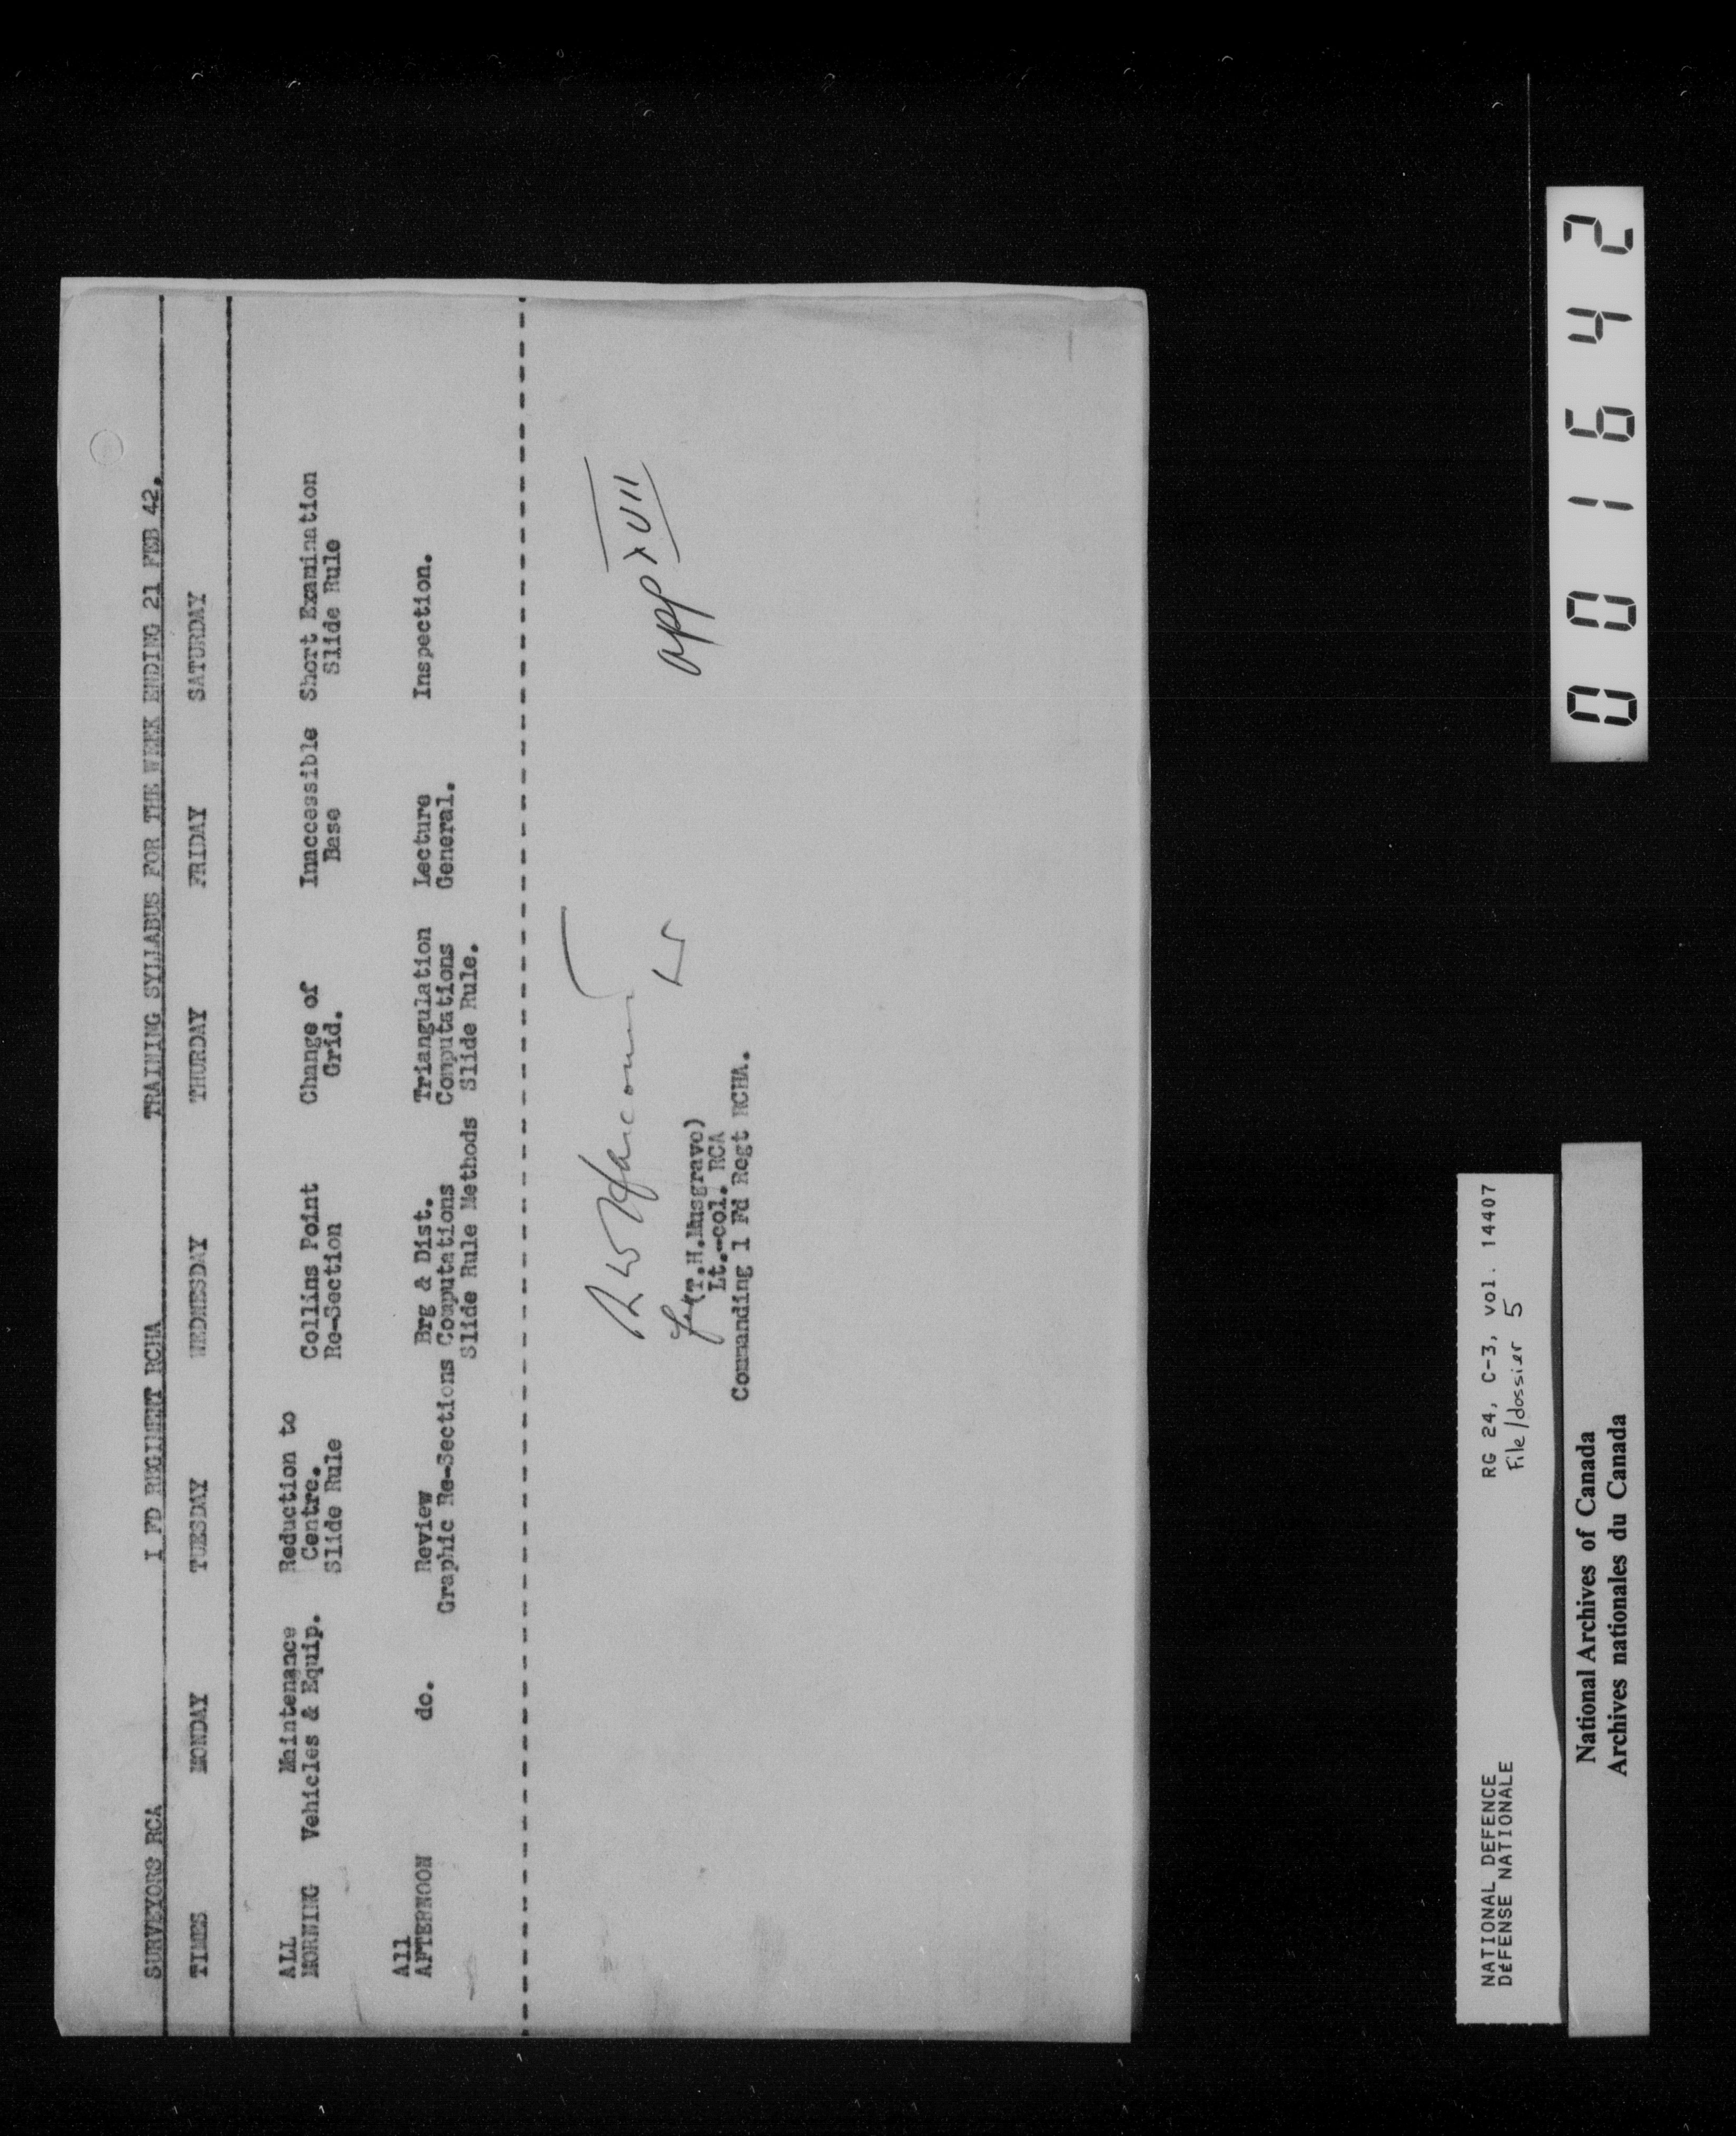 SURVEYORS RCA I FD REGIMENT RCHA TRAINING SYLLABUS FOR THE WEEK ENDING 21 FEB 42.
TIMES MONDAY TUESDAY WEDNESDAY THURDAY FRIDAY SATURDAY
ALL Maintenance Reduction to
MORNING Vehicles & Equip. Centre. Collins Point Change of Inaccessible Short Examination
Slide Rule Re-Section Grid. Base Slide Rule
All
AFTERNOON do. Review Brg & Dist. Triangulation Lecture Inspection.
Graphic Re-Sections Computations Computations General.
Slide Rule Methods Slide Rule.
app XVII
for (T.H.Musgrave)
Lt.-col. RCA
Commanding 1 Fd Regt RCHA.
001642
NATIONAL DEFENCE RG 24, C-3, vol. 14407
DÉFENSE NATIONALE File/dossier 5
National Archives of Canada
Archives nationales du Canada